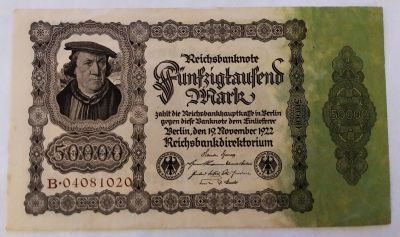 Reichsbanknote
Fünfzigtausend
Mark
zahlt die Reichsbankhauptkasse in Berlin
gegen diese Banknote dem Einlieferer
Berlin, den 19. November 1922
Reichsbankdirektorium
50000
B·04081020
50000